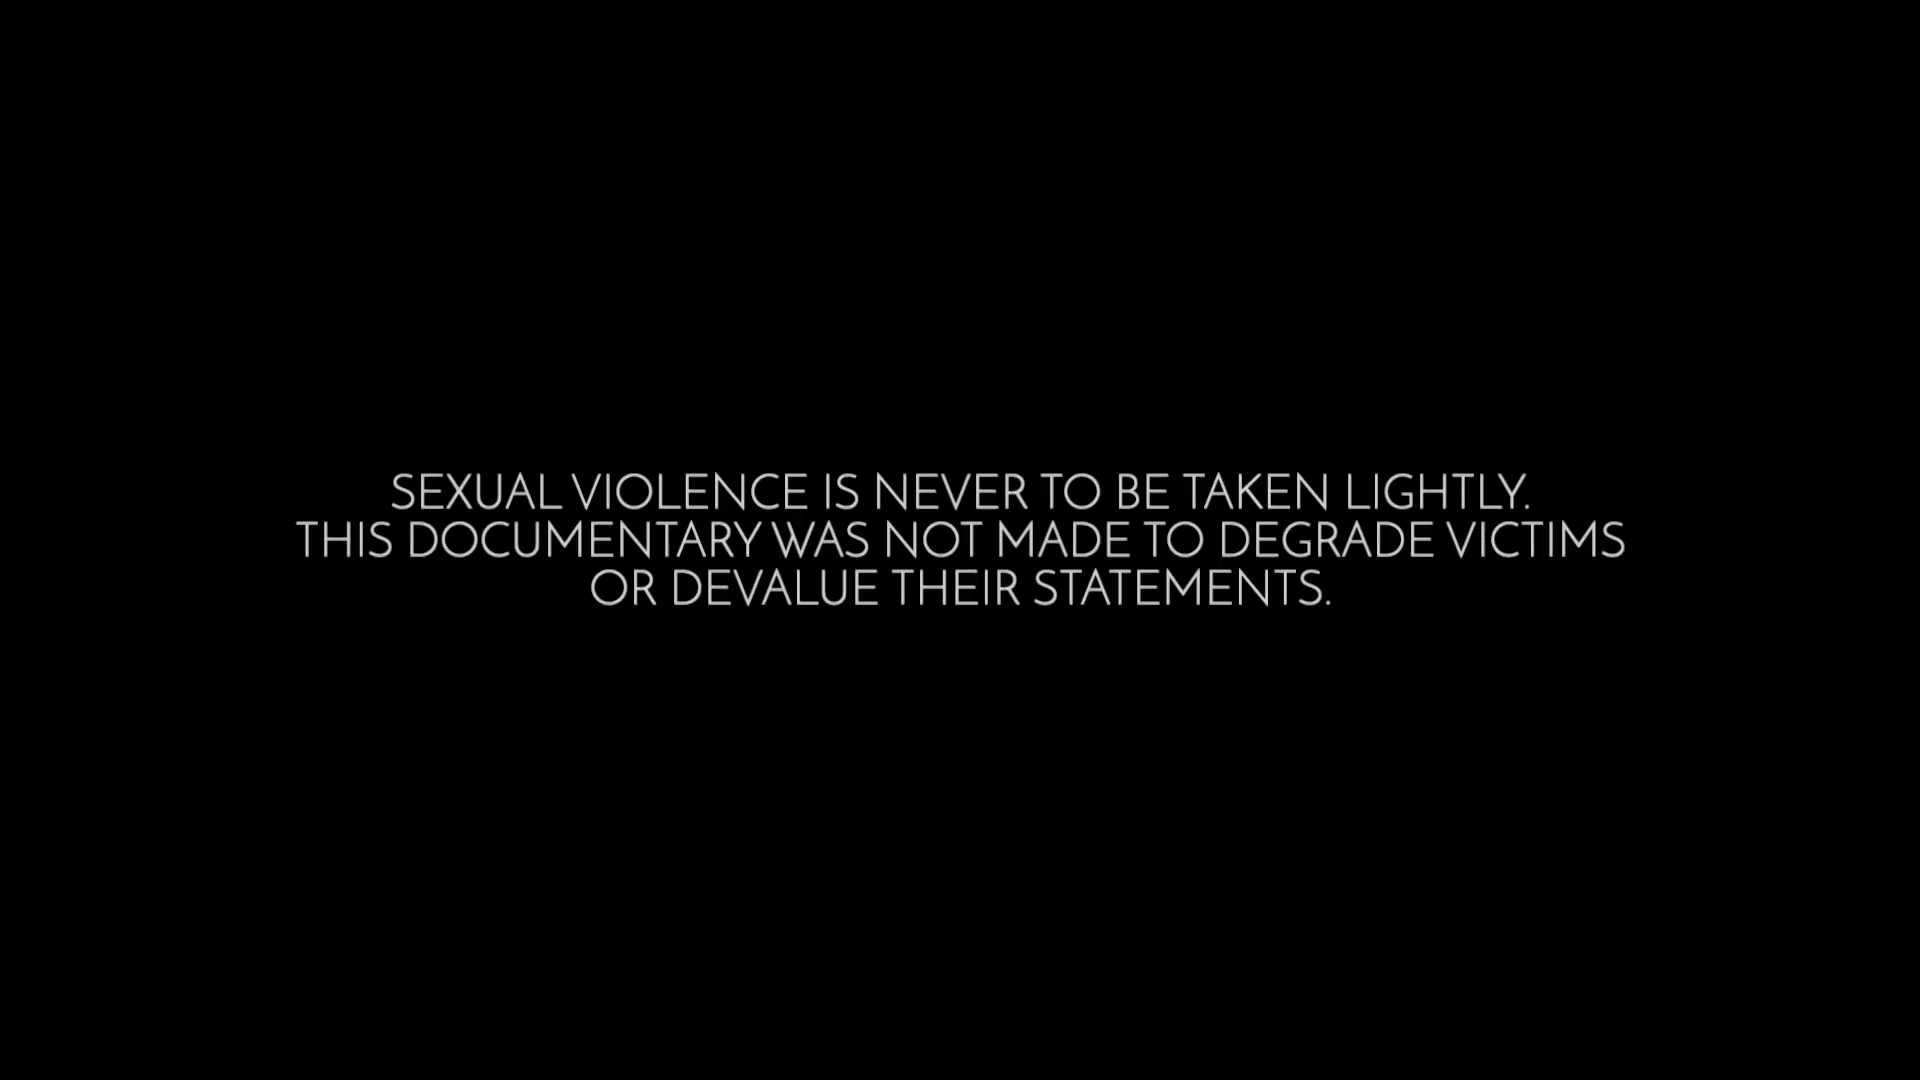 SEXUAL VIOLENCE IS NEVER TO BE TAKEN LIGHTLY.
THIS DOCUMENTARY WAS NOT MADE TO DEGRADE VICTIMS
OR DEVALUE THEIR STATEMENTS.